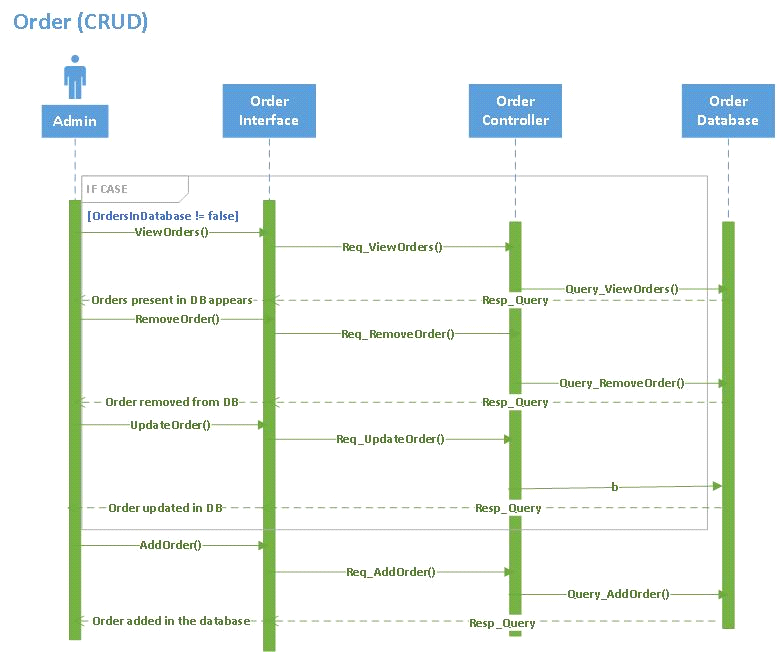 Order (CRUD)
Admin
Order
Interface
Order
Controller
Order
Database
IF CASE
[OrdersInDatabase != false]
ViewOrders()
Req_ViewOrders()
Query_ViewOrders()
Orders present in DB appears
Resp_Query
RemoveOrder()
Req_RemoveOrder()
Query_RemoveOrder()
Order removed from DB
Resp_Query
UpdateOrder()
Req_UpdateOrder()
b
Order updated in DB
Resp_Query
AddOrder()
Req_AddOrder()
Query_AddOrder()
Order added in the database
Resp_Query